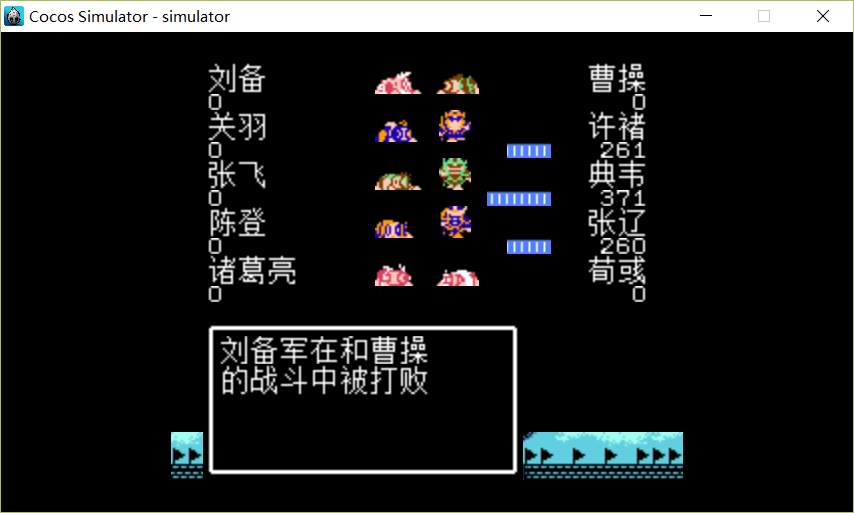 Cocos Simulator - simulator
刘备 曹操
0 0
关羽 许褚
0 261
张飞 典韦
0 371
陈登 张辽
0 260
诸葛亮 荀彧
0 0
刘备军在和曹操
的战斗中被打败